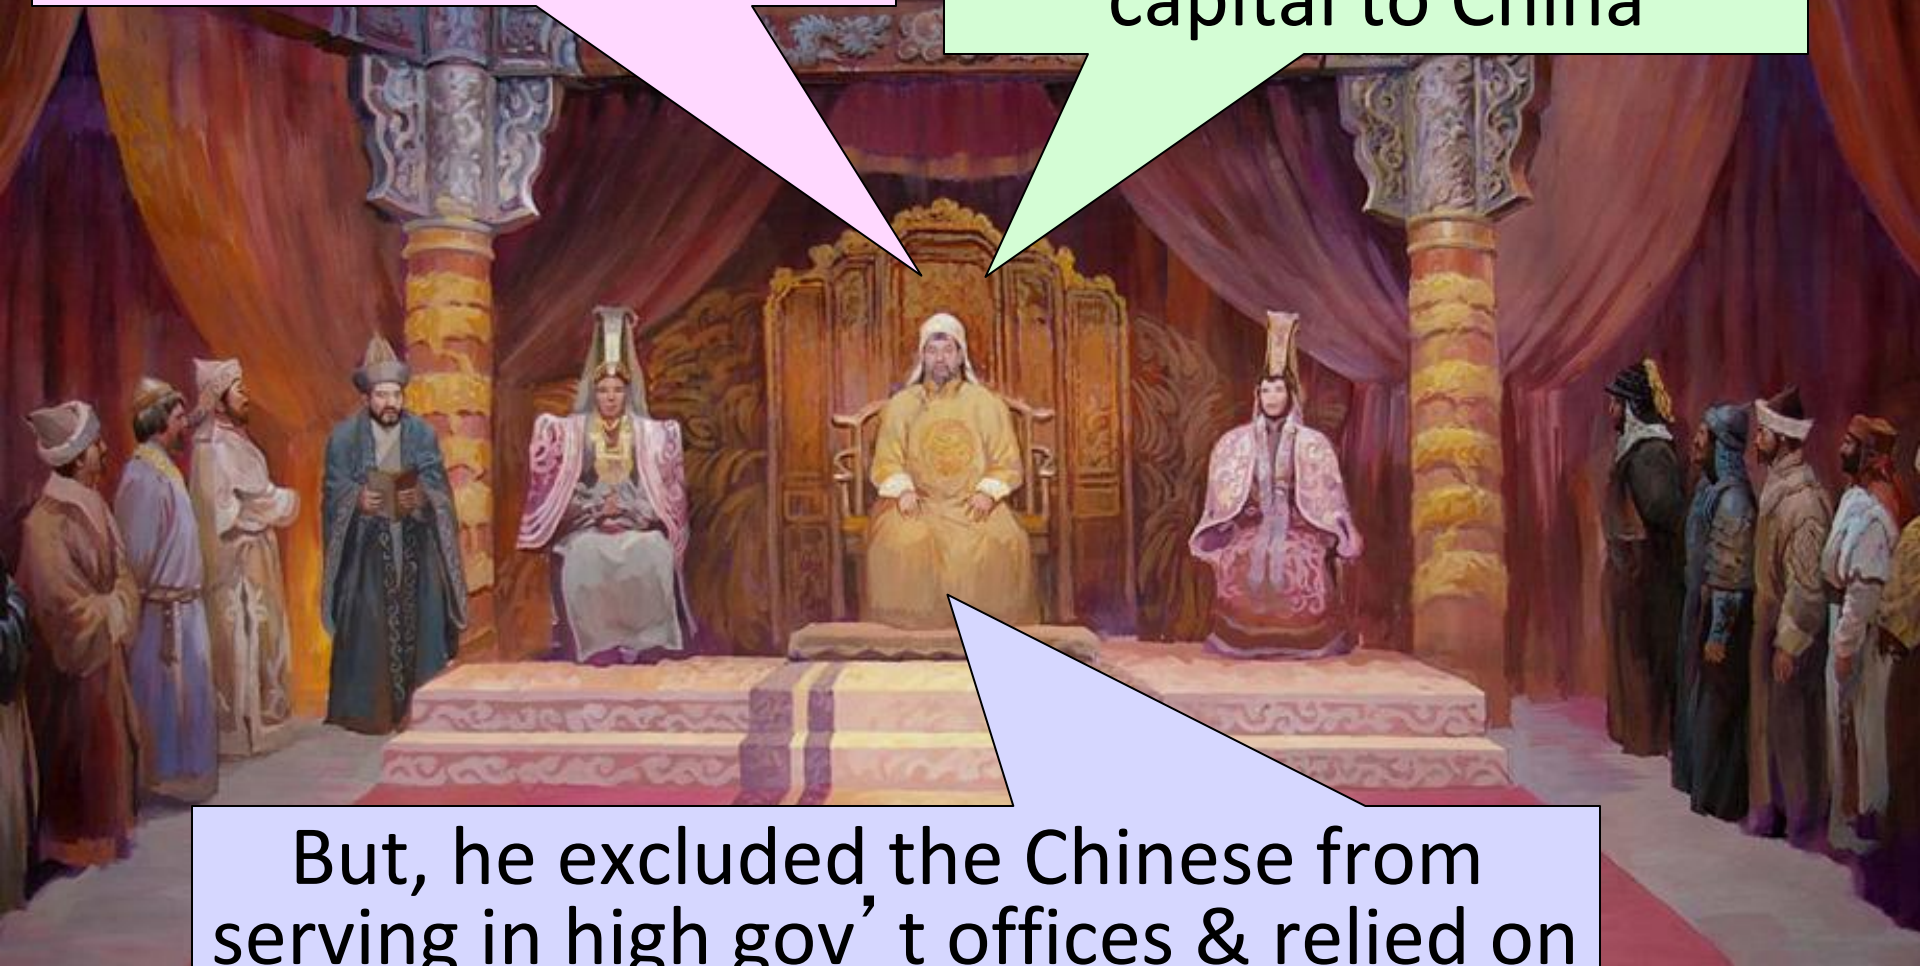 capital to China
But, he excluded the Chinese from
serving in high gov’t offices & relied on